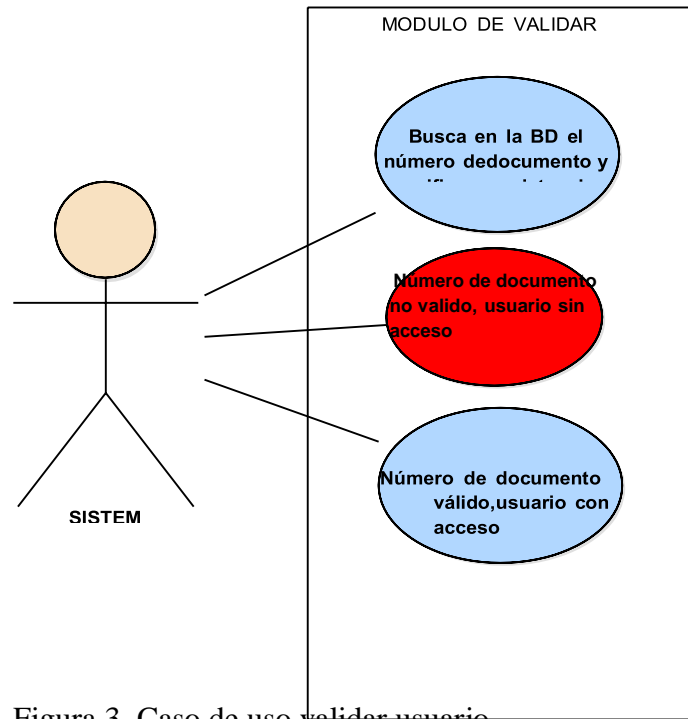 MODULO DE VALIDAR
Busca en la BD el
número dedocumento y
Número de documento
no valido, usuario sin
acceso
Número de documento
válido,usuario con
acceso
SISTEM
Figura 3. Caso de uso validar usuario